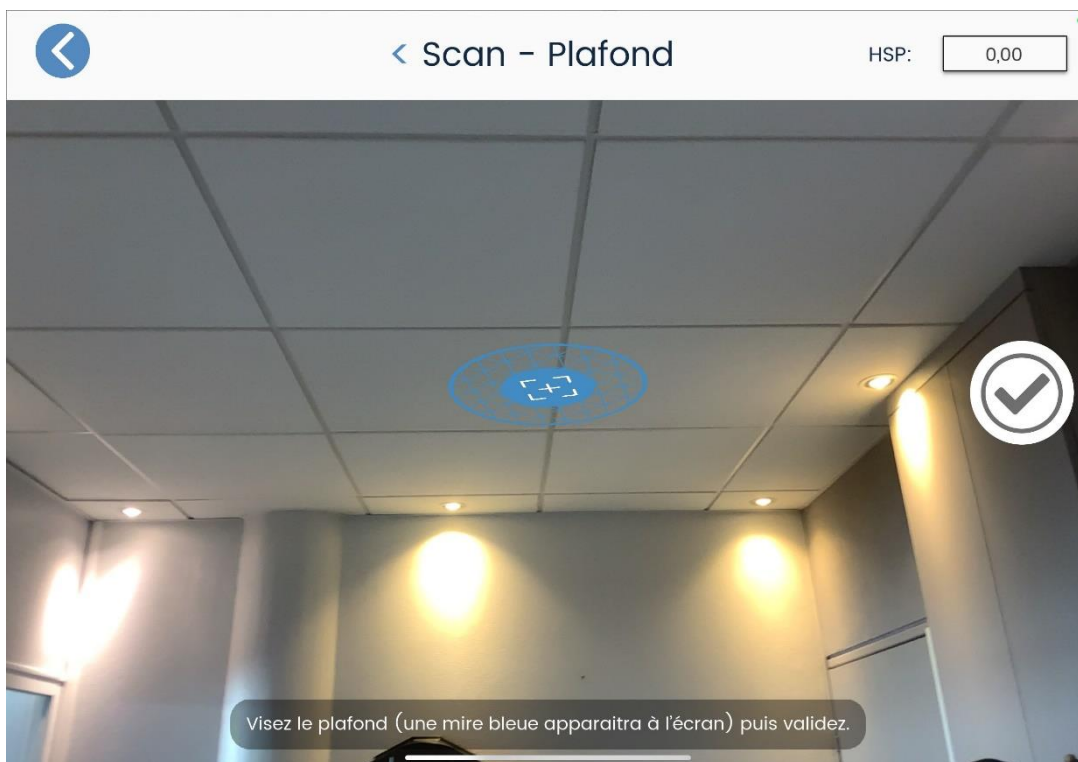 < Scan - Plafond
HSP: 0,00
Visez le plafond (une mire bleue apparaitra à l'écran) puis validez.